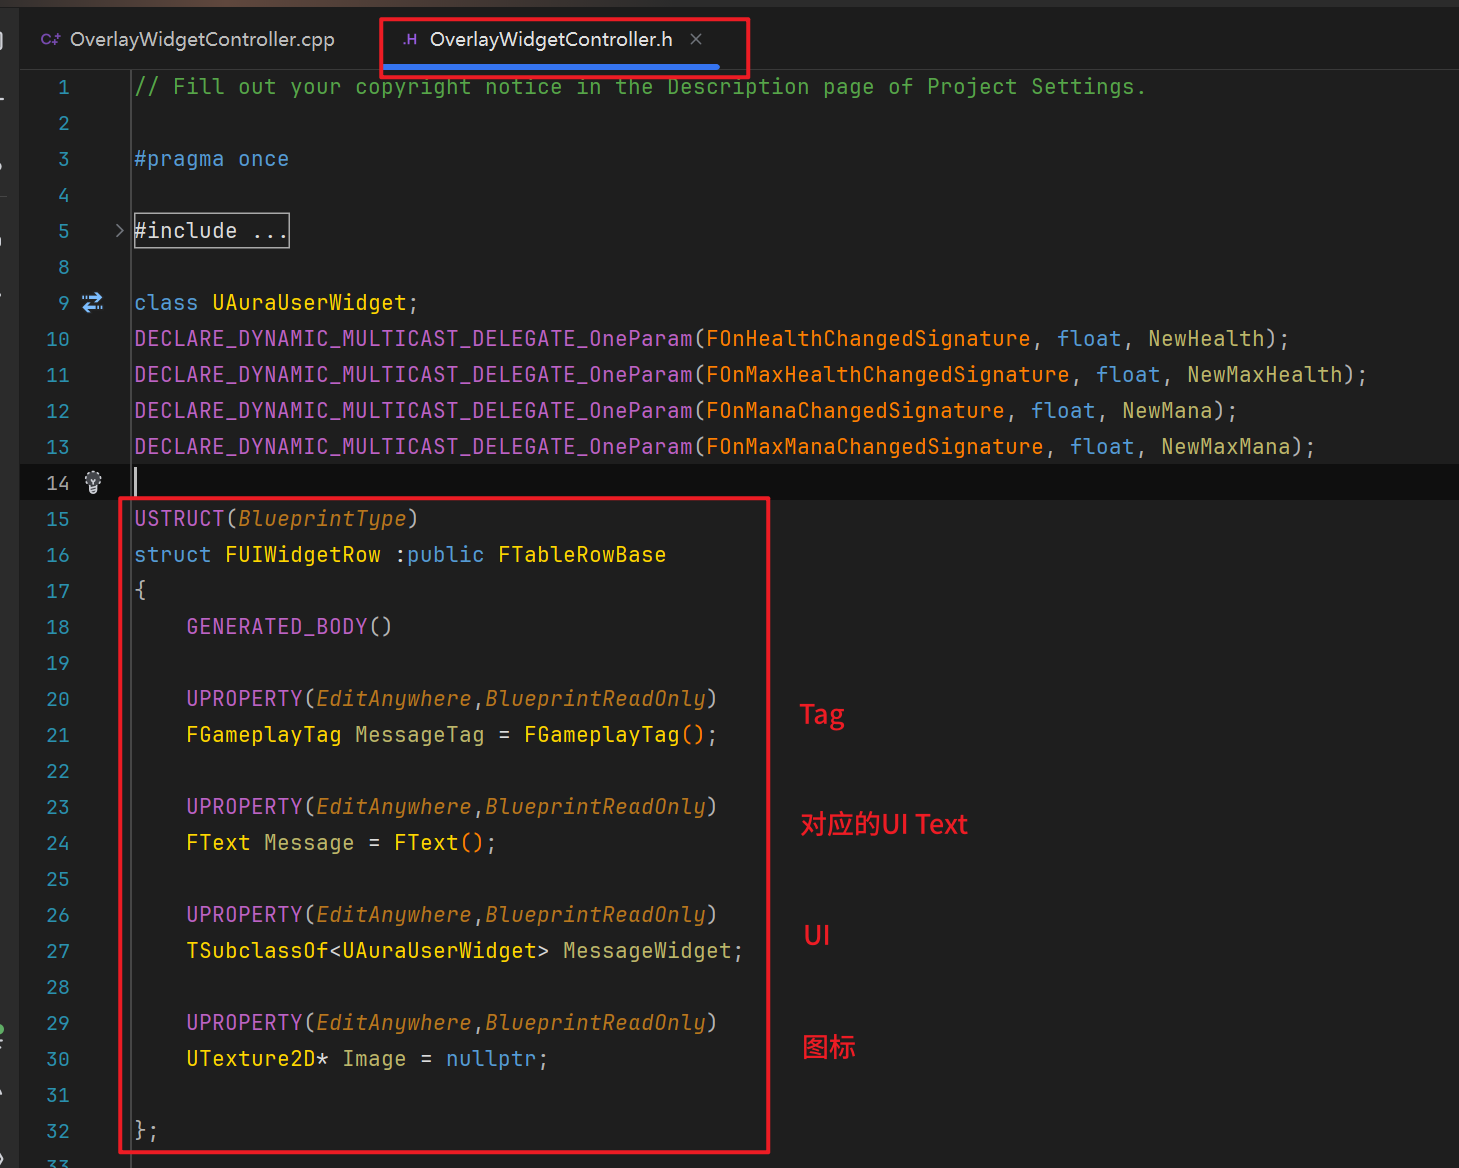 OverlayWidgetController.cpp
.H OverlayWidgetController.h
1 // Fill out your copyright notice in the Description page of Project Settings.
2
3 #pragma once
4
5 #include ...
8
9 class UAuraUserWidget;
10 DECLARE_DYNAMIC_MULTICAST_DELEGATE_OneParam(FOnHealthChangedSignature, float, NewHealth);
11 DECLARE_DYNAMIC_MULTICAST_DELEGATE_OneParam(FOnMaxHealthChangedSignature, float, NewMaxHealth);
12 DECLARE_DYNAMIC_MULTICAST_DELEGATE_OneParam(FOnManaChangedSignature, float, NewMana);
13 DECLARE_DYNAMIC_MULTICAST_DELEGATE_OneParam(FOnMaxManaChangedSignature, float, NewMaxMana);
14
15 USTRUCT(BlueprintType)
16 struct FUIWidgetRow :public FTableRowBase
17 {
18 GENERATED_BODY()
19
20 UPROPERTY(EditAnywhere,BlueprintReadOnly)
Tag
21 FGameplayTag MessageTag = FGameplayTag();
22
23 UPROPERTY(EditAnywhere,BlueprintReadOnly)
对应的UI Text
24 FText Message = FText();
25
26 UPROPERTY(EditAnywhere,BlueprintReadOnly)
UI
27 TSubclassOf<UAuraUserWidget> MessageWidget;
28
29 UPROPERTY(EditAnywhere,BlueprintReadOnly)
图标
30 UTexture2D* Image = nullptr;
31
32 };
33